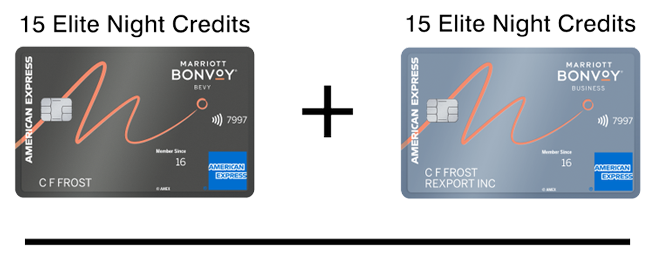 15 Elite Night Credits
15 Elite Night Credits
AMERICAN EXPRESS
MARRIOTT
BONVOY
BEVY
7997
Member Since
16
C F FROST
© AMEX
AMERICAN
EXPRESS
+
AMERICAN EXPRESS
MARRIOTT
BONVOY
BUSINESS
7997
Member Since
16
C F FROST
REXPORT INC
© AMEX
AMERICAN
EXPRESS